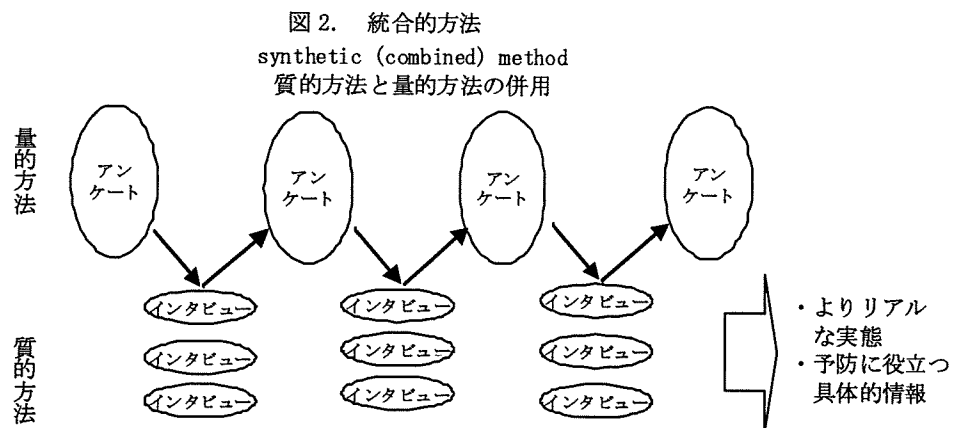 図2. 統合的方法
synthetic (combined) method
質的方法と量的方法の併用
量的方法
アン
ケート
アン
ケート
アン
ケート
アン
ケート
インタビュー
インタビュー
インタビュー
質的方法
インタビュー
インタビュー
インタビュー
インタビュー
インタビュー
インタビュー
・よりリアル
な実態
・予防に役立つ
具体的情報